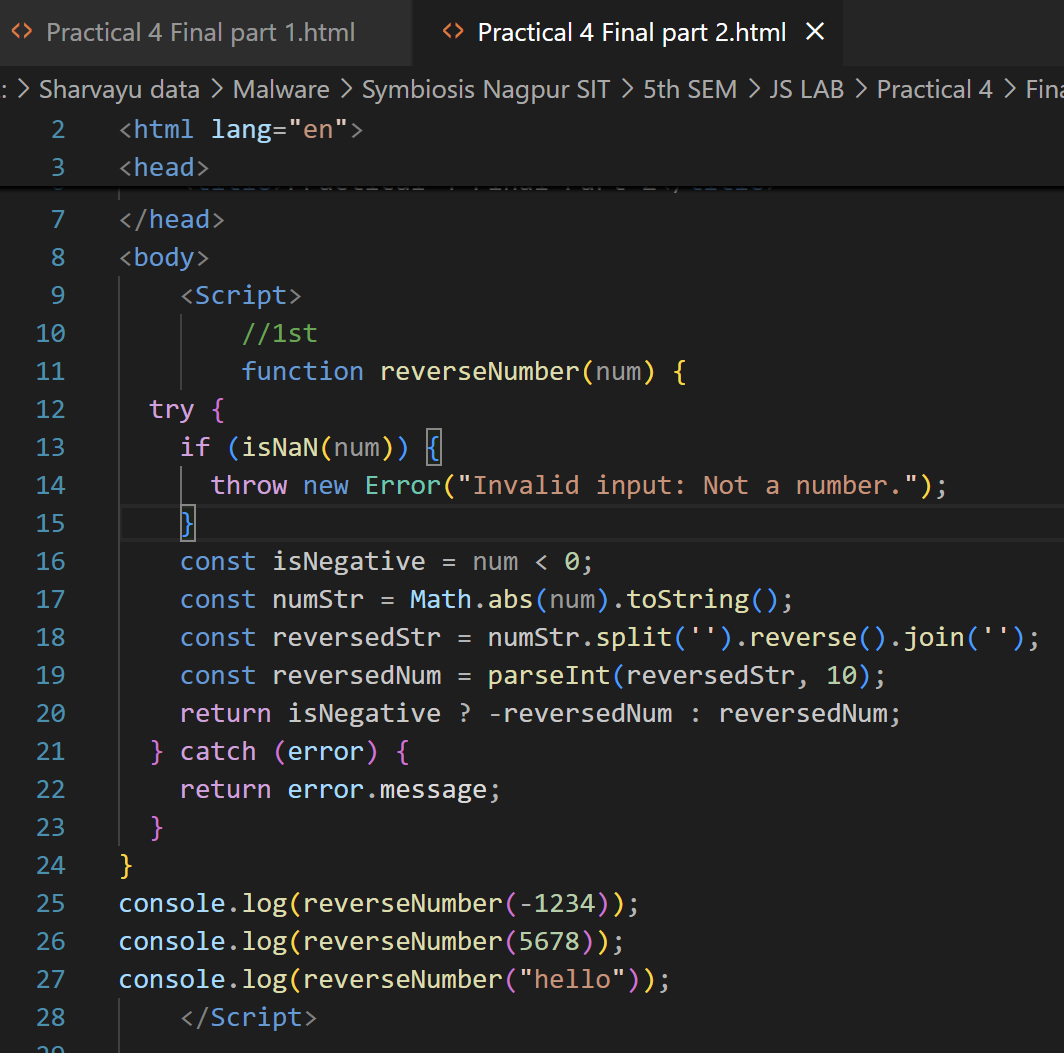 <> Practical 4 Final part 1.html <> Practical 4 Final part 2.html ×
: > Sharvayu data > Malware > Symbiosis Nagpur SIT > 5th SEM > JS LAB > Practical 4 >
2 <html lang="en">
3 <head>
7 </head>
8 <body>
9 <Script>
10 //1st
11 function reverseNumber(num) {
12 try {
13 if (isNaN(num)) {
14 throw new Error("Invalid input: Not a number.");
15 }
16 const isNegative = num < 0;
17 const numStr = Math.abs(num).toString();
18 const reversedStr = numStr.split('').reverse().join('');
19 const reversedNum = parseInt(reversedStr, 10);
20 return isNegative ? -reversedNum : reversedNum;
21 } catch (error) {
22 return error.message;
23 }
24 }
25 console.log(reverseNumber(-1234));
26 console.log(reverseNumber(5678));
27 console.log(reverseNumber("hello"));
28 </Script>